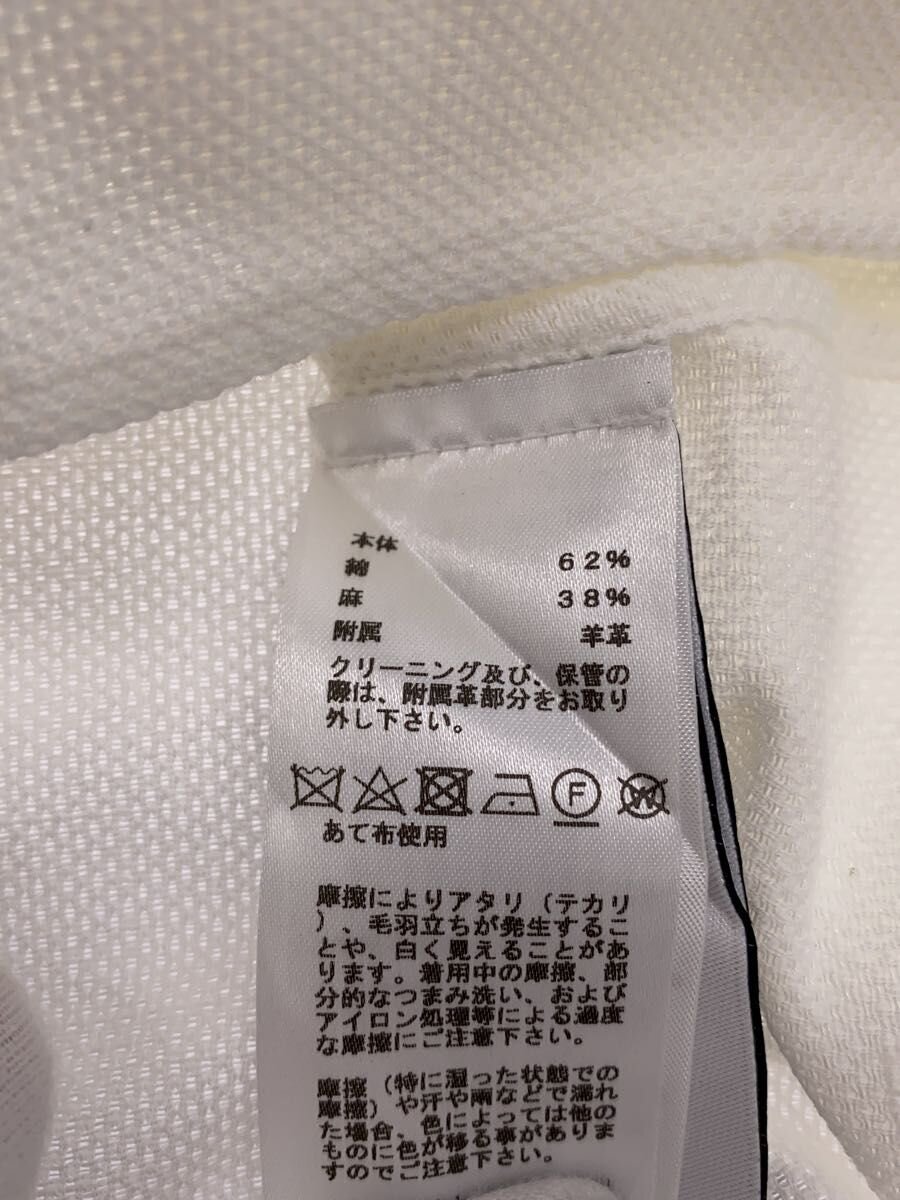 本体
綿 62%
麻 38%
附属 羊革
クリーニング及び、保管の
際は、附属革部分をお取り
外し下さい。
F W
あて布使用
摩擦によりアタリ（テカリ
）、毛羽立ちが発生するこ
とや、白く見えることがあ
ります。着用中の摩擦、部
分的なつまみ洗い、および
アイロン処理等による過度
な摩擦にご注意下さい。
摩擦（特に湿った状態での
摩擦）や汗や雨などで濡れ
た場合、色によっては他の
ものに色が移る事がありま
すのでご注意下さい。